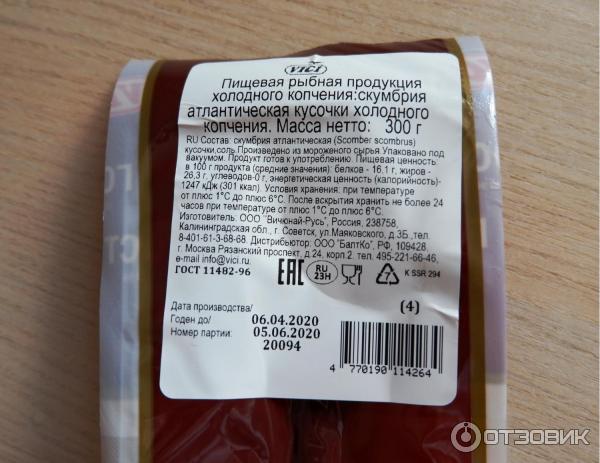 VICI
Пищевая рыбная продукция
холодного копчения:скумбрия
атлантическая кусочки холодного
копчения. Масса нетто: 300 г
RU Состав: скумбрия атлантическая (Scomber scombrus)
кусочки,соль.Произведено из мороженого сырья.Упаковано под
вакуумом. Продукт готов к употреблению. Пищевая ценность:
в 100 г продукта (средние значения): белков - 16,1 г, жиров -
26,3 г, углеводов-0 г, энергетическая ценность (калорийность)-
1247 кДж (301 ккал). Условия хранения: при температуре
от плюс 1°С до плюс 6°С. После вскрытия хранить не более 24
часов при температуре от плюс 1°С до плюс 6°С.
Изготовитель: ООО "Вичюнай-Русь", Россия, 238758,
Калининградская обл., г. Советск, ул.Маяковского, д.3Б.,тел.
8-401-61-3-68-68. Дистрибьютор: ООО "БалтКо", РФ, 109428,
г. Москва Рязанский проспект, д.24, корп.2. тел. 495-221-66-46,
e-mail info@vici.ru
ГОСТ 11482-96
ЕАС
RU
23H
K SSR 294
Дата производства/
Годен до/ 06.04.2020
Номер партии: 05.06.2020
20094
(4)
4 770190 114264
ОТЗОВИК